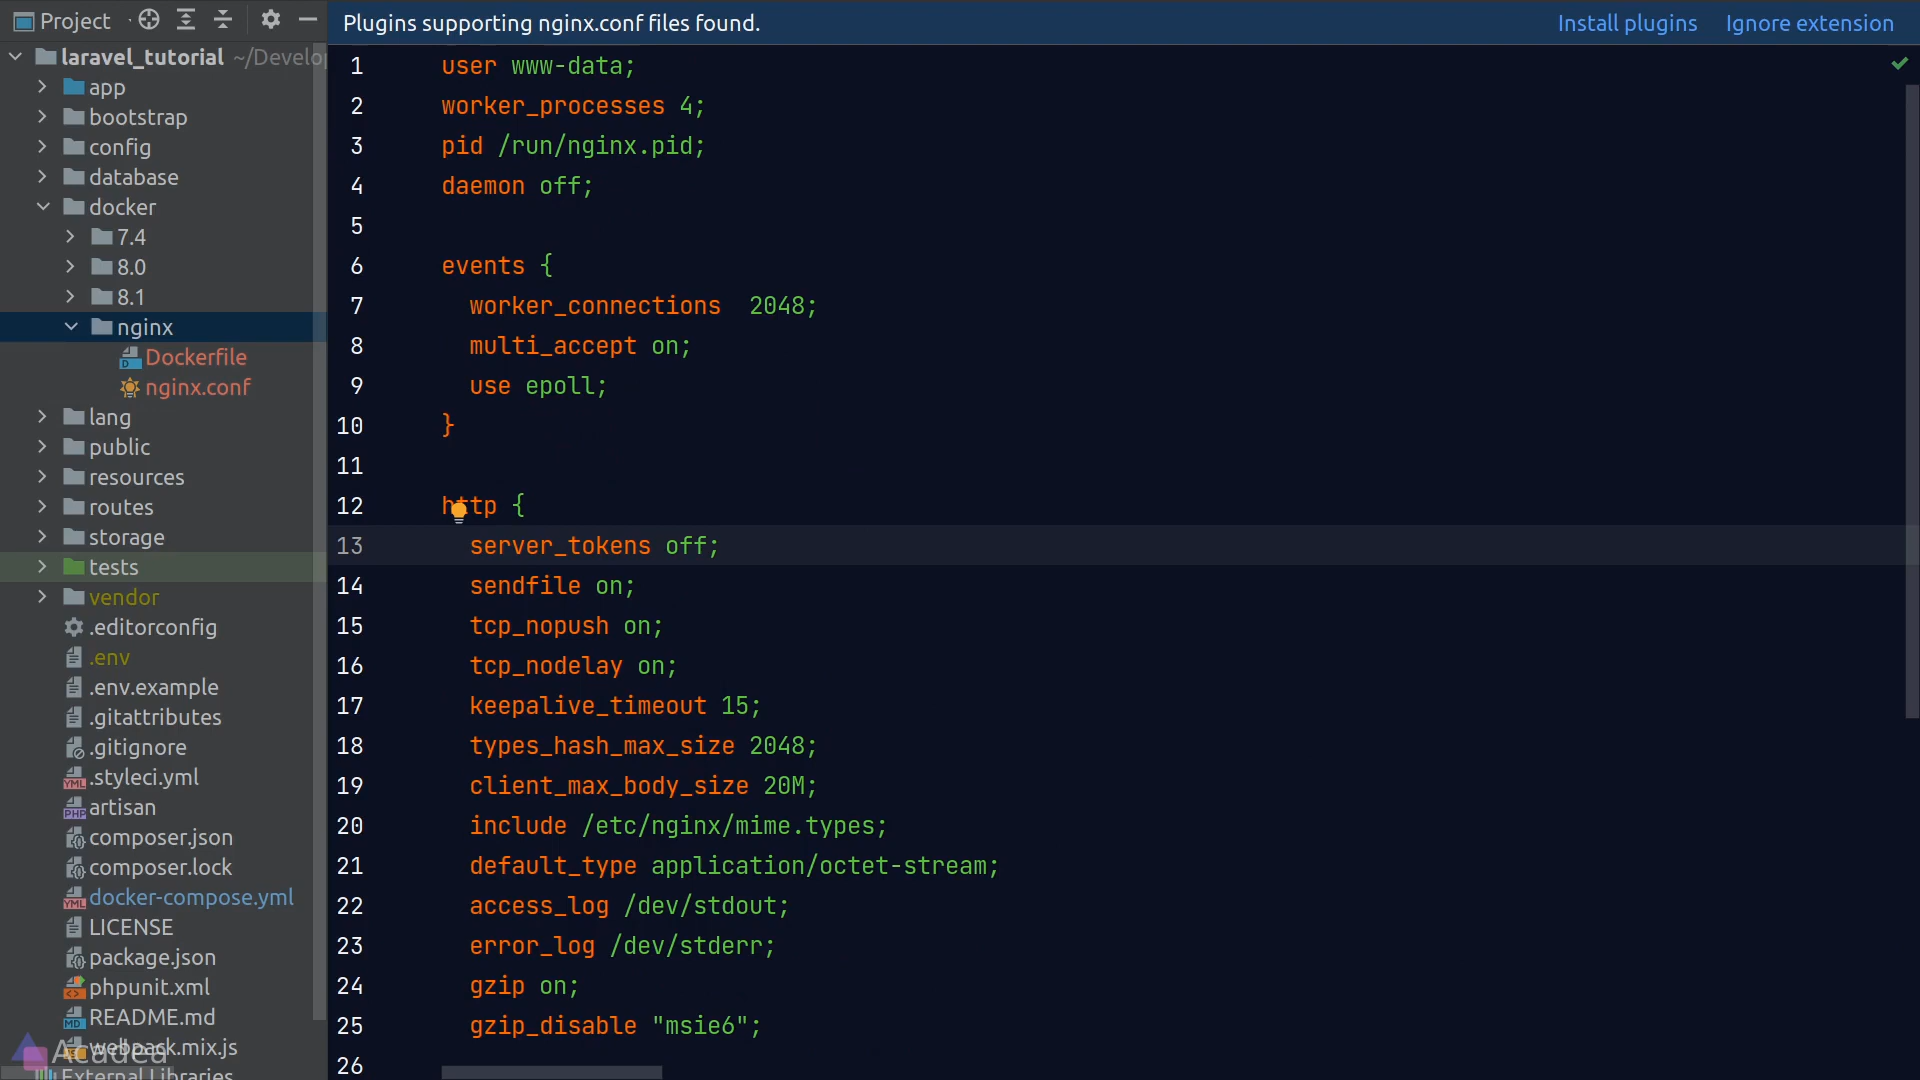 Project
Plugins supporting nginx.conf files found.
Install plugins
Ignore extension
laravel_tutorial ~/Develo
app
bootstrap
config
database
docker
7.4
8.0
8.1
nginx
Dockerfile
nginx.conf
lang
public
resources
routes
storage
tests
vendor
.editorconfig
.env
.env.example
.gitattributes
.gitignore
.styleci.yml
artisan
composer.json
composer.lock
docker-compose.yml
LICENSE
package.json
phpunit.xml
README.md
webpack.mix.js
External Libraries
Acadea
1 user www-data;
2 worker_processes 4;
3 pid /run/nginx.pid;
4 daemon off;
5
6 events {
7 worker_connections  2048;
8 multi_accept on;
9 use epoll;
10 }
11
12 http {
13 server_tokens off;
14 sendfile on;
15 tcp_nopush on;
16 tcp_nodelay on;
17 keepalive_timeout 15;
18 types_hash_max_size 2048;
19 client_max_body_size 20M;
20 include /etc/nginx/mime.types;
21 default_type application/octet-stream;
22 access_log /dev/stdout;
23 error_log /dev/stderr;
24 gzip on;
25 gzip_disable "msie6";
26